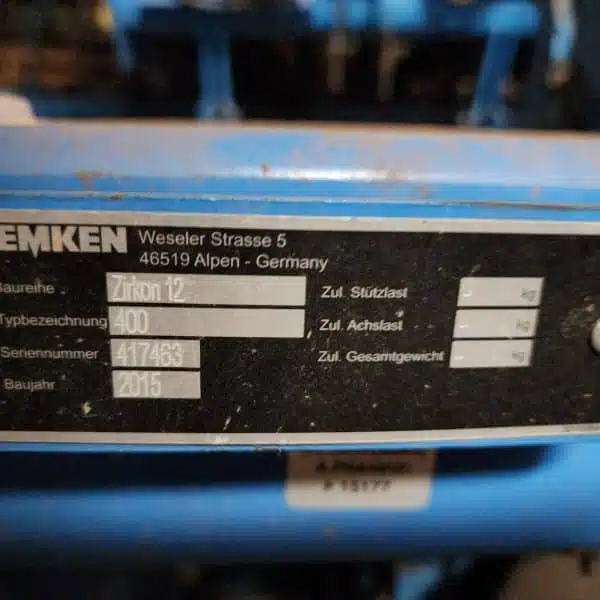 EMKEN Weseler Strasse 5
46519 Alpen - Germany
Baureihe Zirkon 12 Zul. Stützlast - kg
Typbezeichnung 400 Zul. Achslast - kg
Seriennummer 417463 Zul. Gesamtgewicht - kg
Baujahr 2015
# 15177